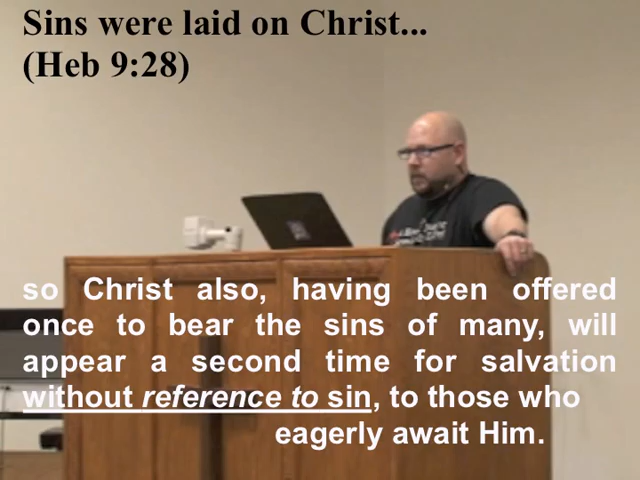 Sins were laid on Christ...
(Heb 9:28)
so Christ also, having been offered
once to bear the sins of many, will
appear a second time for salvation
without reference to sin, to those who
eagerly await Him.